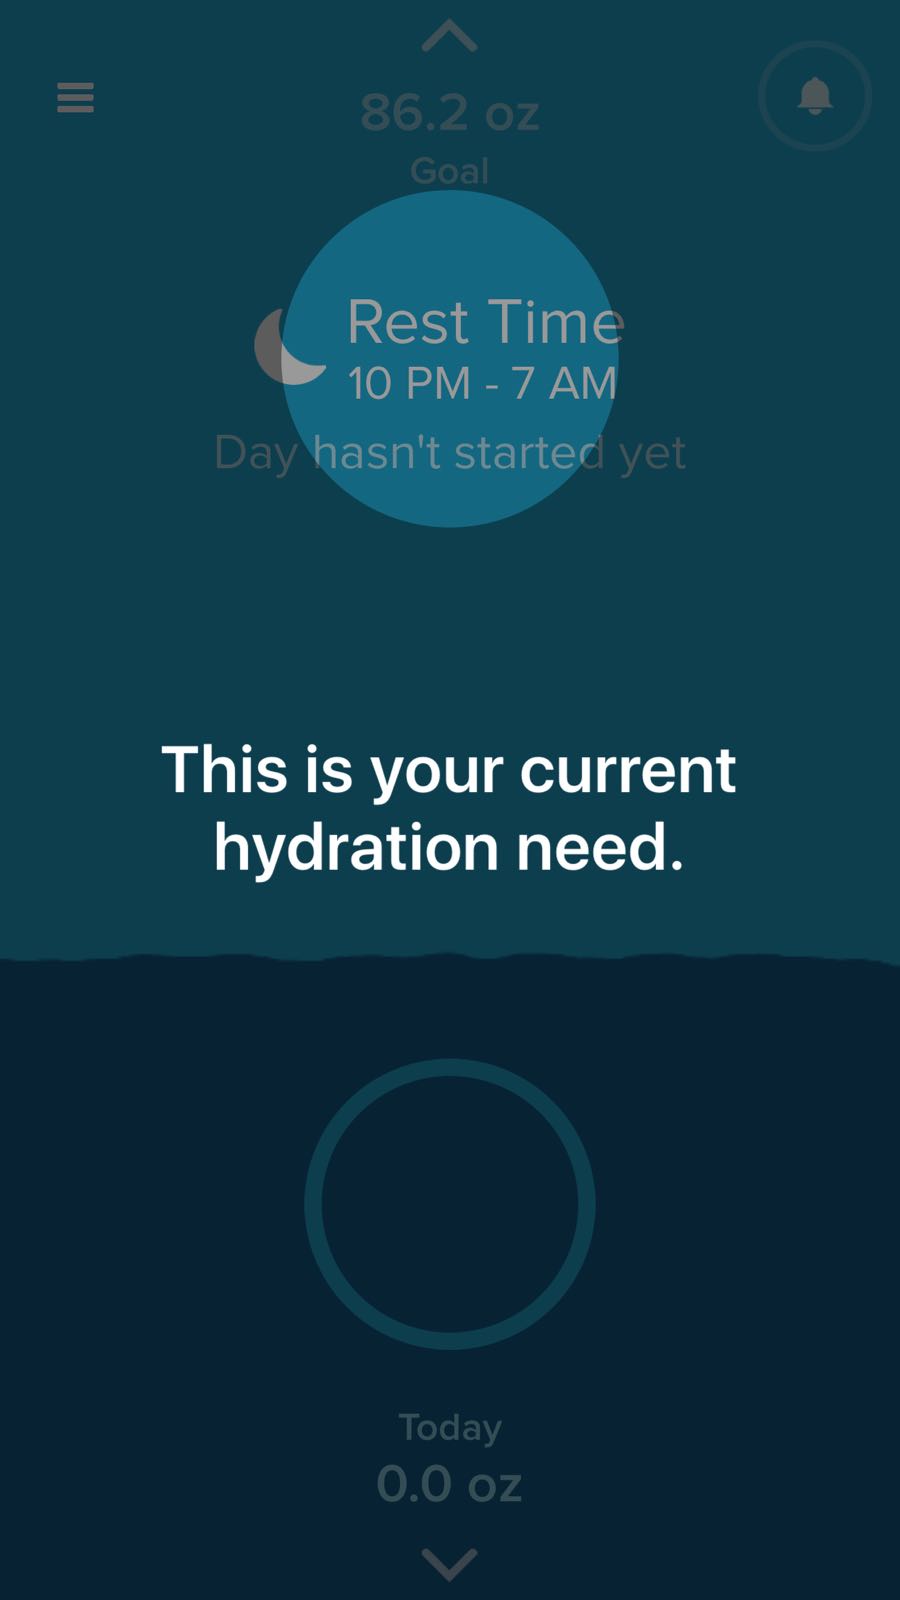 86.2 oz
Goal
Rest Time
10 PM - 7 AM
Day hasn't started yet
This is your current
hydration need.
Today
0.0 oz